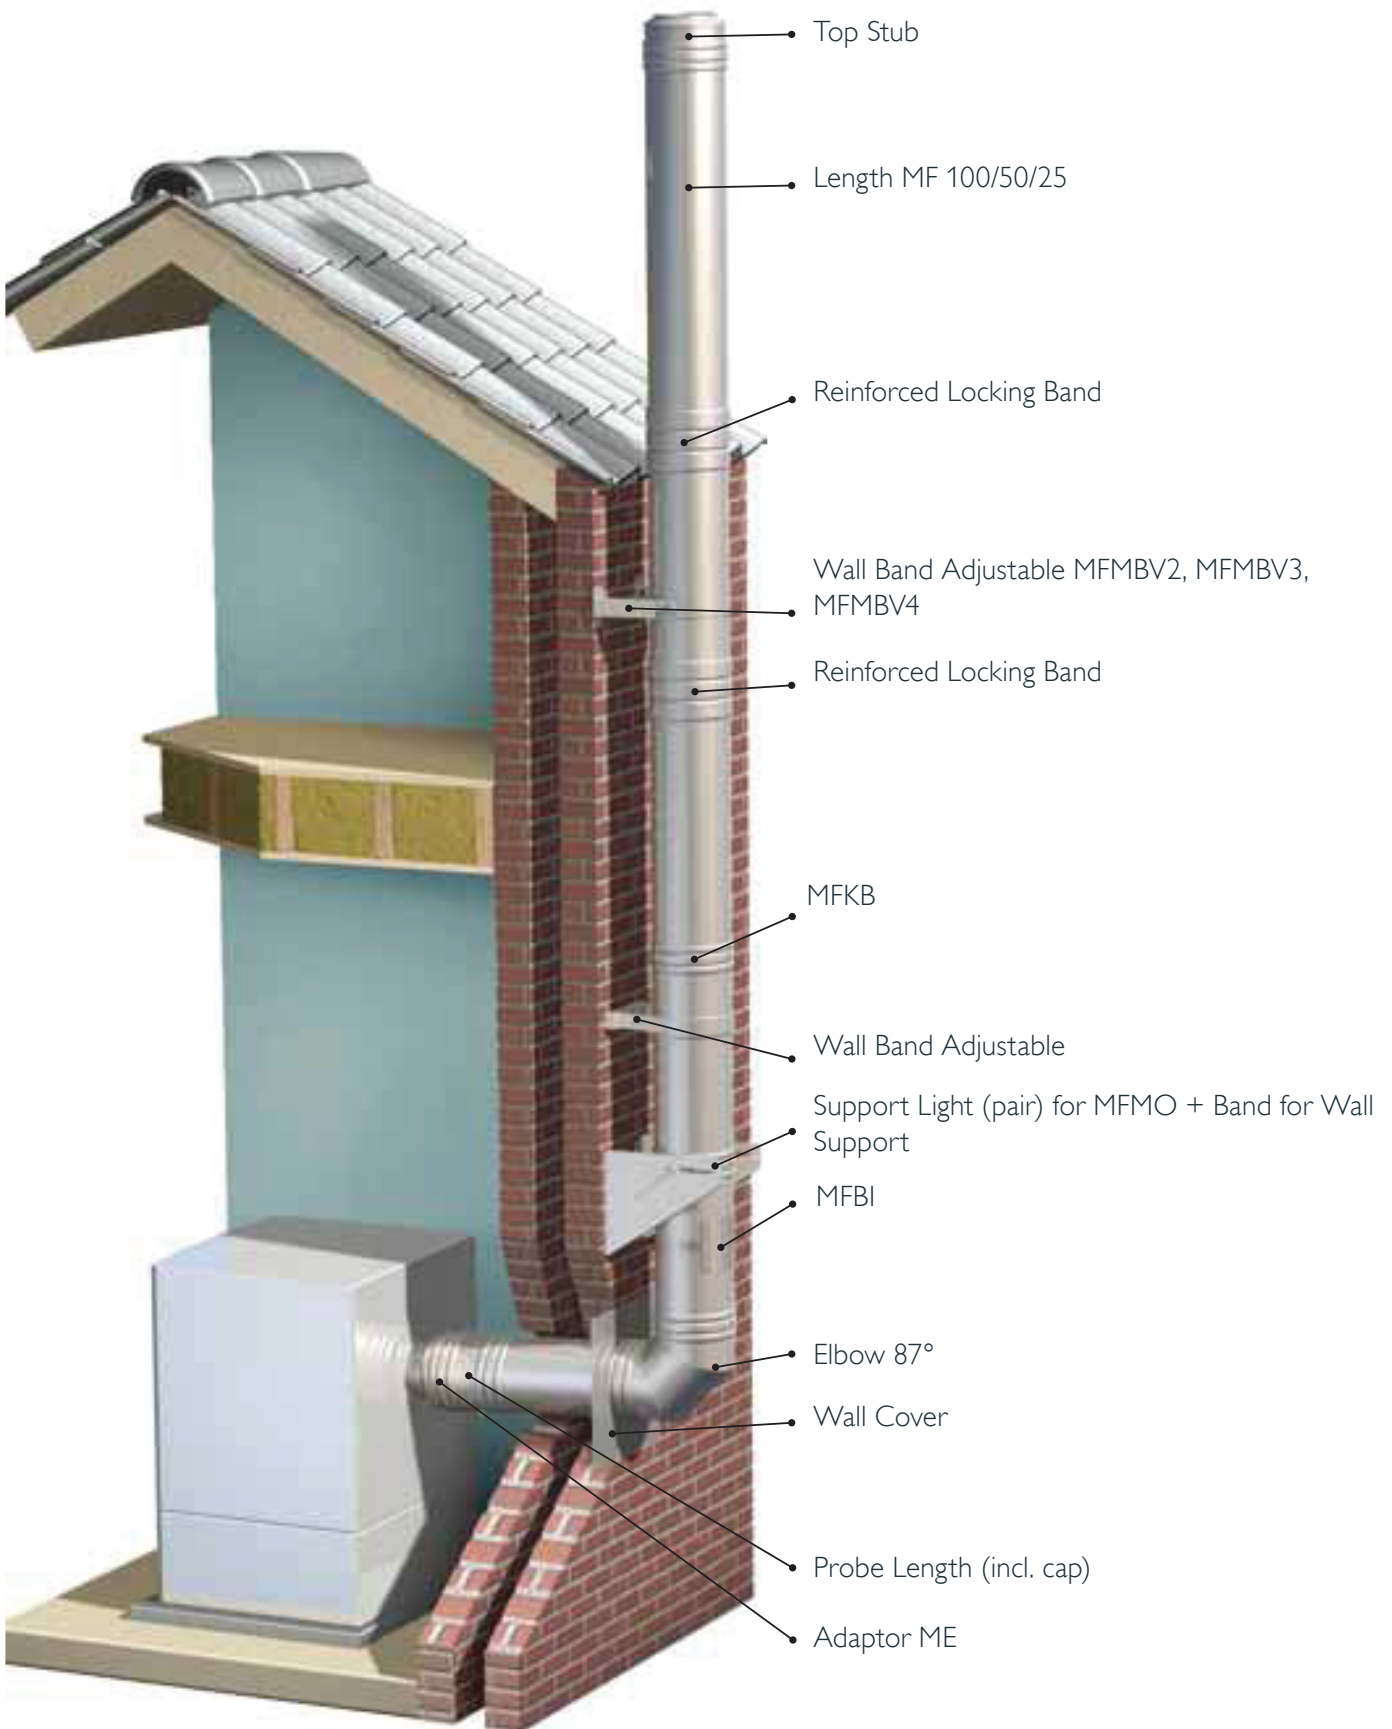 Top Stub
Length MF 100/50/25
Reinforced Locking Band
Wall Band Adjustable MFMBV2, MFMBV3,
MFMBV4
Reinforced Locking Band
MFKB
Wall Band Adjustable
Support Light (pair) for MFMO + Band for Wall
Support
MFBI
Elbow 87°
Wall Cover
Probe Length (incl. cap)
Adaptor ME